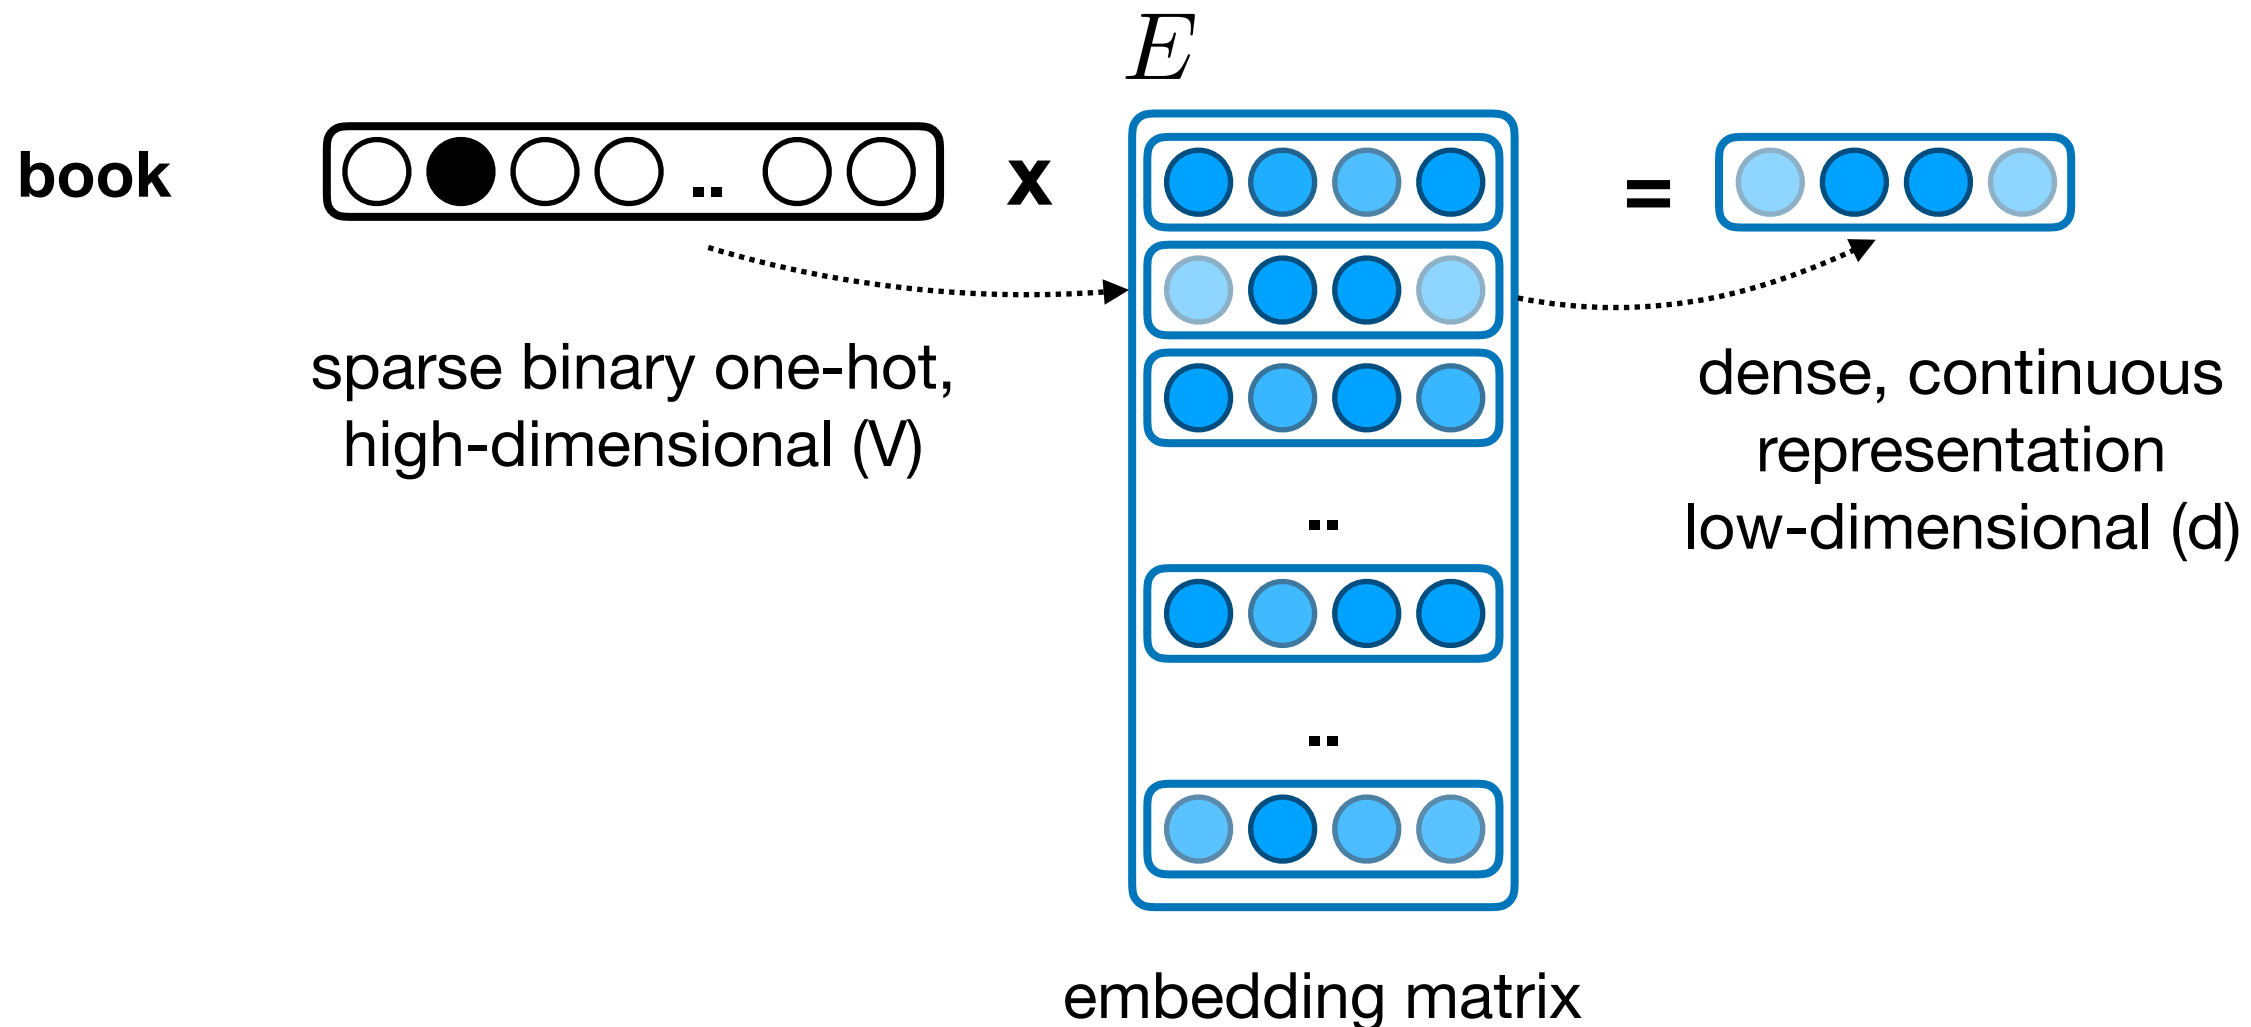 E
book .. x =
sparse binary one-hot,
high-dimensional (V)
dense, continuous
representation
low-dimensional (d)
..
..
embedding matrix